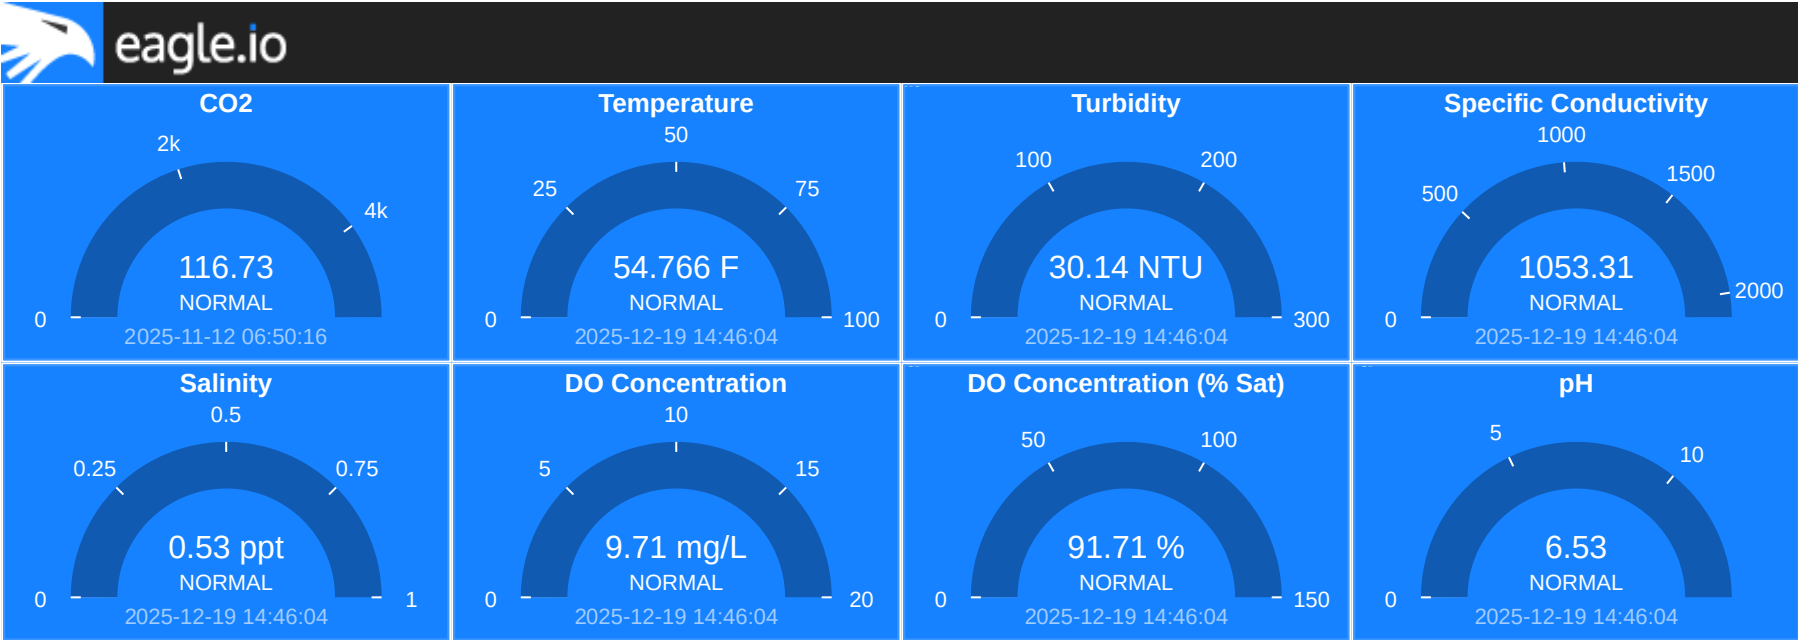 eagle.io
CO2
2k
4k
116.73
NORMAL
0
2025-11-12 06:50:16
Temperature
50
25
75
54.766 F
NORMAL
0
100
2025-12-19 14:46:04
Turbidity
100
200
30.14 NTU
NORMAL
0
300
2025-12-19 14:46:04
Specific Conductivity
1000
500
1500
2000
1053.31
NORMAL
0
2025-12-19 14:46:04
Salinity
0.5
0.25
0.75
0.53 ppt
NORMAL
0
1
2025-12-19 14:46:04
DO Concentration
10
5
15
9.71 mg/L
NORMAL
0
20
2025-12-19 14:46:04
DO Concentration (% Sat)
50
100
91.71 %
NORMAL
0
150
2025-12-19 14:46:04
pH
5
10
6.53
NORMAL
0
2025-12-19 14:46:04